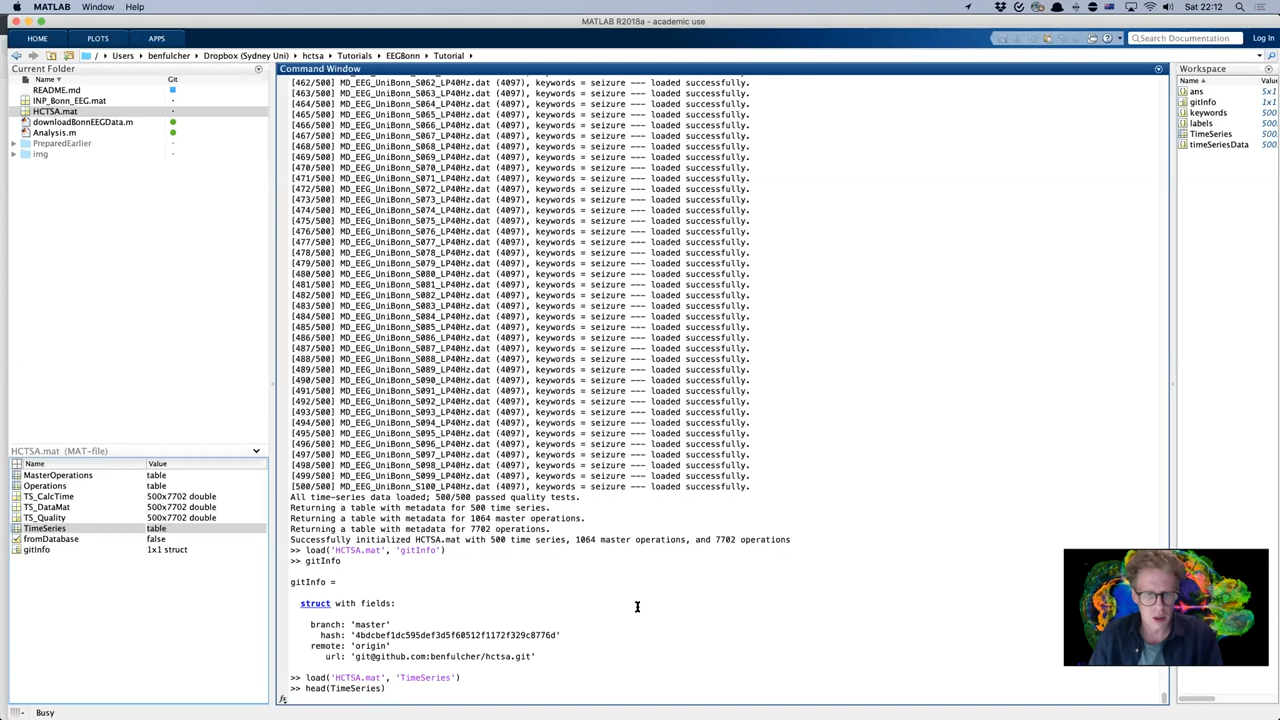 MATLAB Window Help
Sat 22:12
MATLAB R2018a - academic use
HOME PLOTS APPS
Search Documentation
Log In
/ Users benfulcher Dropbox (Sydney Uni) hctsa Tutorials EEGBonn Tutorial
Current Folder
Name Git
README.md
INP_Bonn_EEG.mat
HCTSA.mat
downloadBonnEEGData.m
Analysis.m
PreparedEarlier
img
HCTSA.mat (MAT-file)
Name Value
MasterOperations table
Operations table
TS_CalcTime 500x7702 double
TS_DataMat 500x7702 double
TS_Quality 500x7702 double
TimeSeries table
fromDatabase false
gitInfo 1x1 struct
Busy
Command Window
[462/500] MD_EEG_UniBonn_S062_LP40Hz.dat (4097), keywords = seizure --- loaded successfully.
[463/500] MD_EEG_UniBonn_S063_LP40Hz.dat (4097), keywords = seizure --- loaded successfully.
[464/500] MD_EEG_UniBonn_S064_LP40Hz.dat (4097), keywords = seizure --- loaded successfully.
[465/500] MD_EEG_UniBonn_S065_LP40Hz.dat (4097), keywords = seizure --- loaded successfully.
[466/500] MD_EEG_UniBonn_S066_LP40Hz.dat (4097), keywords = seizure --- loaded successfully.
[467/500] MD_EEG_UniBonn_S067_LP40Hz.dat (4097), keywords = seizure --- loaded successfully.
[468/500] MD_EEG_UniBonn_S068_LP40Hz.dat (4097), keywords = seizure --- loaded successfully.
[469/500] MD_EEG_UniBonn_S069_LP40Hz.dat (4097), keywords = seizure --- loaded successfully.
[470/500] MD_EEG_UniBonn_S070_LP40Hz.dat (4097), keywords = seizure --- loaded successfully.
[471/500] MD_EEG_UniBonn_S071_LP40Hz.dat (4097), keywords = seizure --- loaded successfully.
[472/500] MD_EEG_UniBonn_S072_LP40Hz.dat (4097), keywords = seizure --- loaded successfully.
[473/500] MD_EEG_UniBonn_S073_LP40Hz.dat (4097), keywords = seizure --- loaded successfully.
[474/500] MD_EEG_UniBonn_S074_LP40Hz.dat (4097), keywords = seizure --- loaded successfully.
[475/500] MD_EEG_UniBonn_S075_LP40Hz.dat (4097), keywords = seizure --- loaded successfully.
[476/500] MD_EEG_UniBonn_S076_LP40Hz.dat (4097), keywords = seizure --- loaded successfully.
[477/500] MD_EEG_UniBonn_S077_LP40Hz.dat (4097), keywords = seizure --- loaded successfully.
[478/500] MD_EEG_UniBonn_S078_LP40Hz.dat (4097), keywords = seizure --- loaded successfully.
[479/500] MD_EEG_UniBonn_S079_LP40Hz.dat (4097), keywords = seizure --- loaded successfully.
[480/500] MD_EEG_UniBonn_S080_LP40Hz.dat (4097), keywords = seizure --- loaded successfully.
[481/500] MD_EEG_UniBonn_S081_LP40Hz.dat (4097), keywords = seizure --- loaded successfully.
[482/500] MD_EEG_UniBonn_S082_LP40Hz.dat (4097), keywords = seizure --- loaded successfully.
[483/500] MD_EEG_UniBonn_S083_LP40Hz.dat (4097), keywords = seizure --- loaded successfully.
[484/500] MD_EEG_UniBonn_S084_LP40Hz.dat (4097), keywords = seizure --- loaded successfully.
[485/500] MD_EEG_UniBonn_S085_LP40Hz.dat (4097), keywords = seizure --- loaded successfully.
[486/500] MD_EEG_UniBonn_S086_LP40Hz.dat (4097), keywords = seizure --- loaded successfully.
[487/500] MD_EEG_UniBonn_S087_LP40Hz.dat (4097), keywords = seizure --- loaded successfully.
[488/500] MD_EEG_UniBonn_S088_LP40Hz.dat (4097), keywords = seizure --- loaded successfully.
[489/500] MD_EEG_UniBonn_S089_LP40Hz.dat (4097), keywords = seizure --- loaded successfully.
[490/500] MD_EEG_UniBonn_S090_LP40Hz.dat (4097), keywords = seizure --- loaded successfully.
[491/500] MD_EEG_UniBonn_S091_LP40Hz.dat (4097), keywords = seizure --- loaded successfully.
[492/500] MD_EEG_UniBonn_S092_LP40Hz.dat (4097), keywords = seizure --- loaded successfully.
[493/500] MD_EEG_UniBonn_S093_LP40Hz.dat (4097), keywords = seizure --- loaded successfully.
[494/500] MD_EEG_UniBonn_S094_LP40Hz.dat (4097), keywords = seizure --- loaded successfully.
[495/500] MD_EEG_UniBonn_S095_LP40Hz.dat (4097), keywords = seizure --- loaded successfully.
[496/500] MD_EEG_UniBonn_S096_LP40Hz.dat (4097), keywords = seizure --- loaded successfully.
[497/500] MD_EEG_UniBonn_S097_LP40Hz.dat (4097), keywords = seizure --- loaded successfully.
[498/500] MD_EEG_UniBonn_S098_LP40Hz.dat (4097), keywords = seizure --- loaded successfully.
[499/500] MD_EEG_UniBonn_S099_LP40Hz.dat (4097), keywords = seizure --- loaded successfully.
[500/500] MD_EEG_UniBonn_S100_LP40Hz.dat (4097), keywords = seizure --- loaded successfully.
All time-series data loaded; 500/500 passed quality tests.
Returning a table with metadata for 500 time series.
Returning a table with metadata for 1064 master operations.
Returning a table with metadata for 7702 operations.
Successfully initialized HCTSA.mat with 500 time series, 1064 master operations, and 7702 operations
>> load('HCTSA.mat', 'gitInfo')
>> gitInfo
gitInfo =
struct with fields:
branch: 'master'
hash: '4bdcbef1dc595def3d5f60512f1172f329c8776d'
remote: 'origin'
url: 'git@github.com:benfulcher/hctsa.git'
>> load('HCTSA.mat', 'TimeSeries')
>> head(TimeSeries)
fx
Workspace
Name Value
ans 5x1
gitInfo 1x1
keywords 500
labels 500
TimeSeries 500
timeSeriesData 500